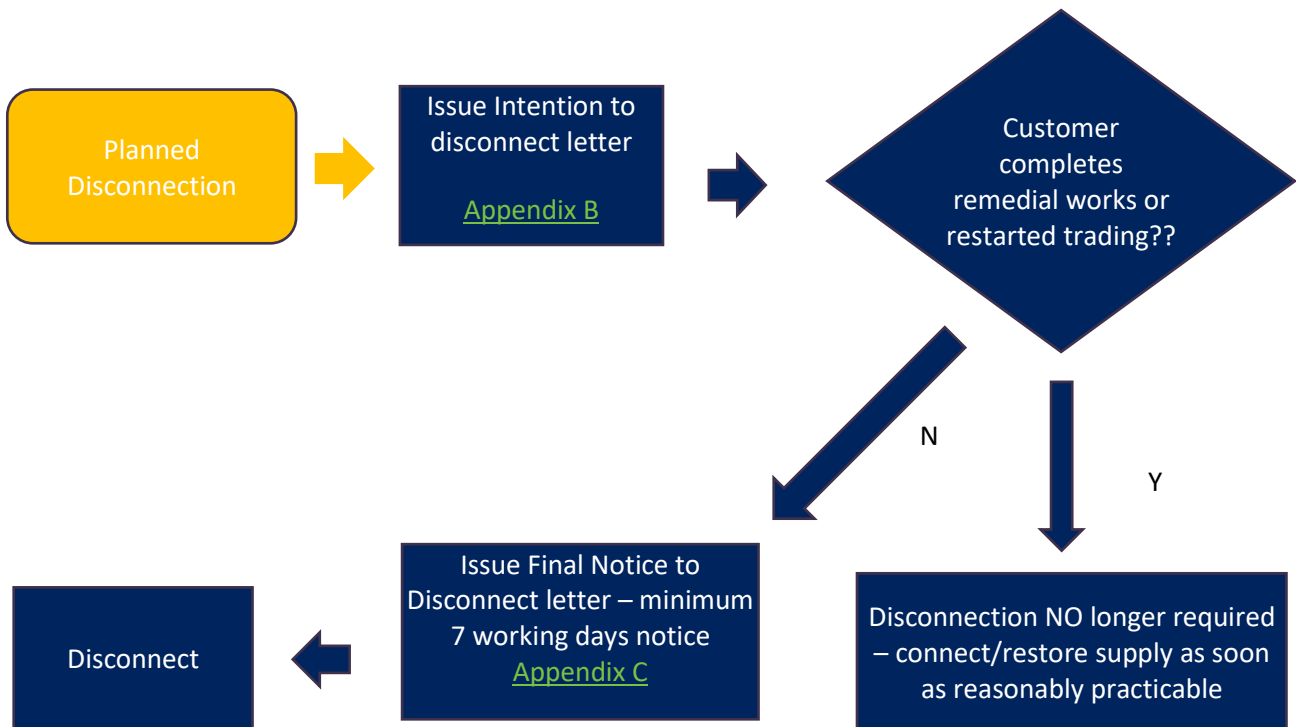 Planned
Disconnection
Issue Intention to
disconnect letter
Appendix B
Customer
completes
remedial works or
restarted trading??
N
Y
Issue Final Notice to
Disconnect letter – minimum
7 working days notice
Appendix C
Disconnect
Disconnection NO longer required
– connect/restore supply as soon
as reasonably practicable